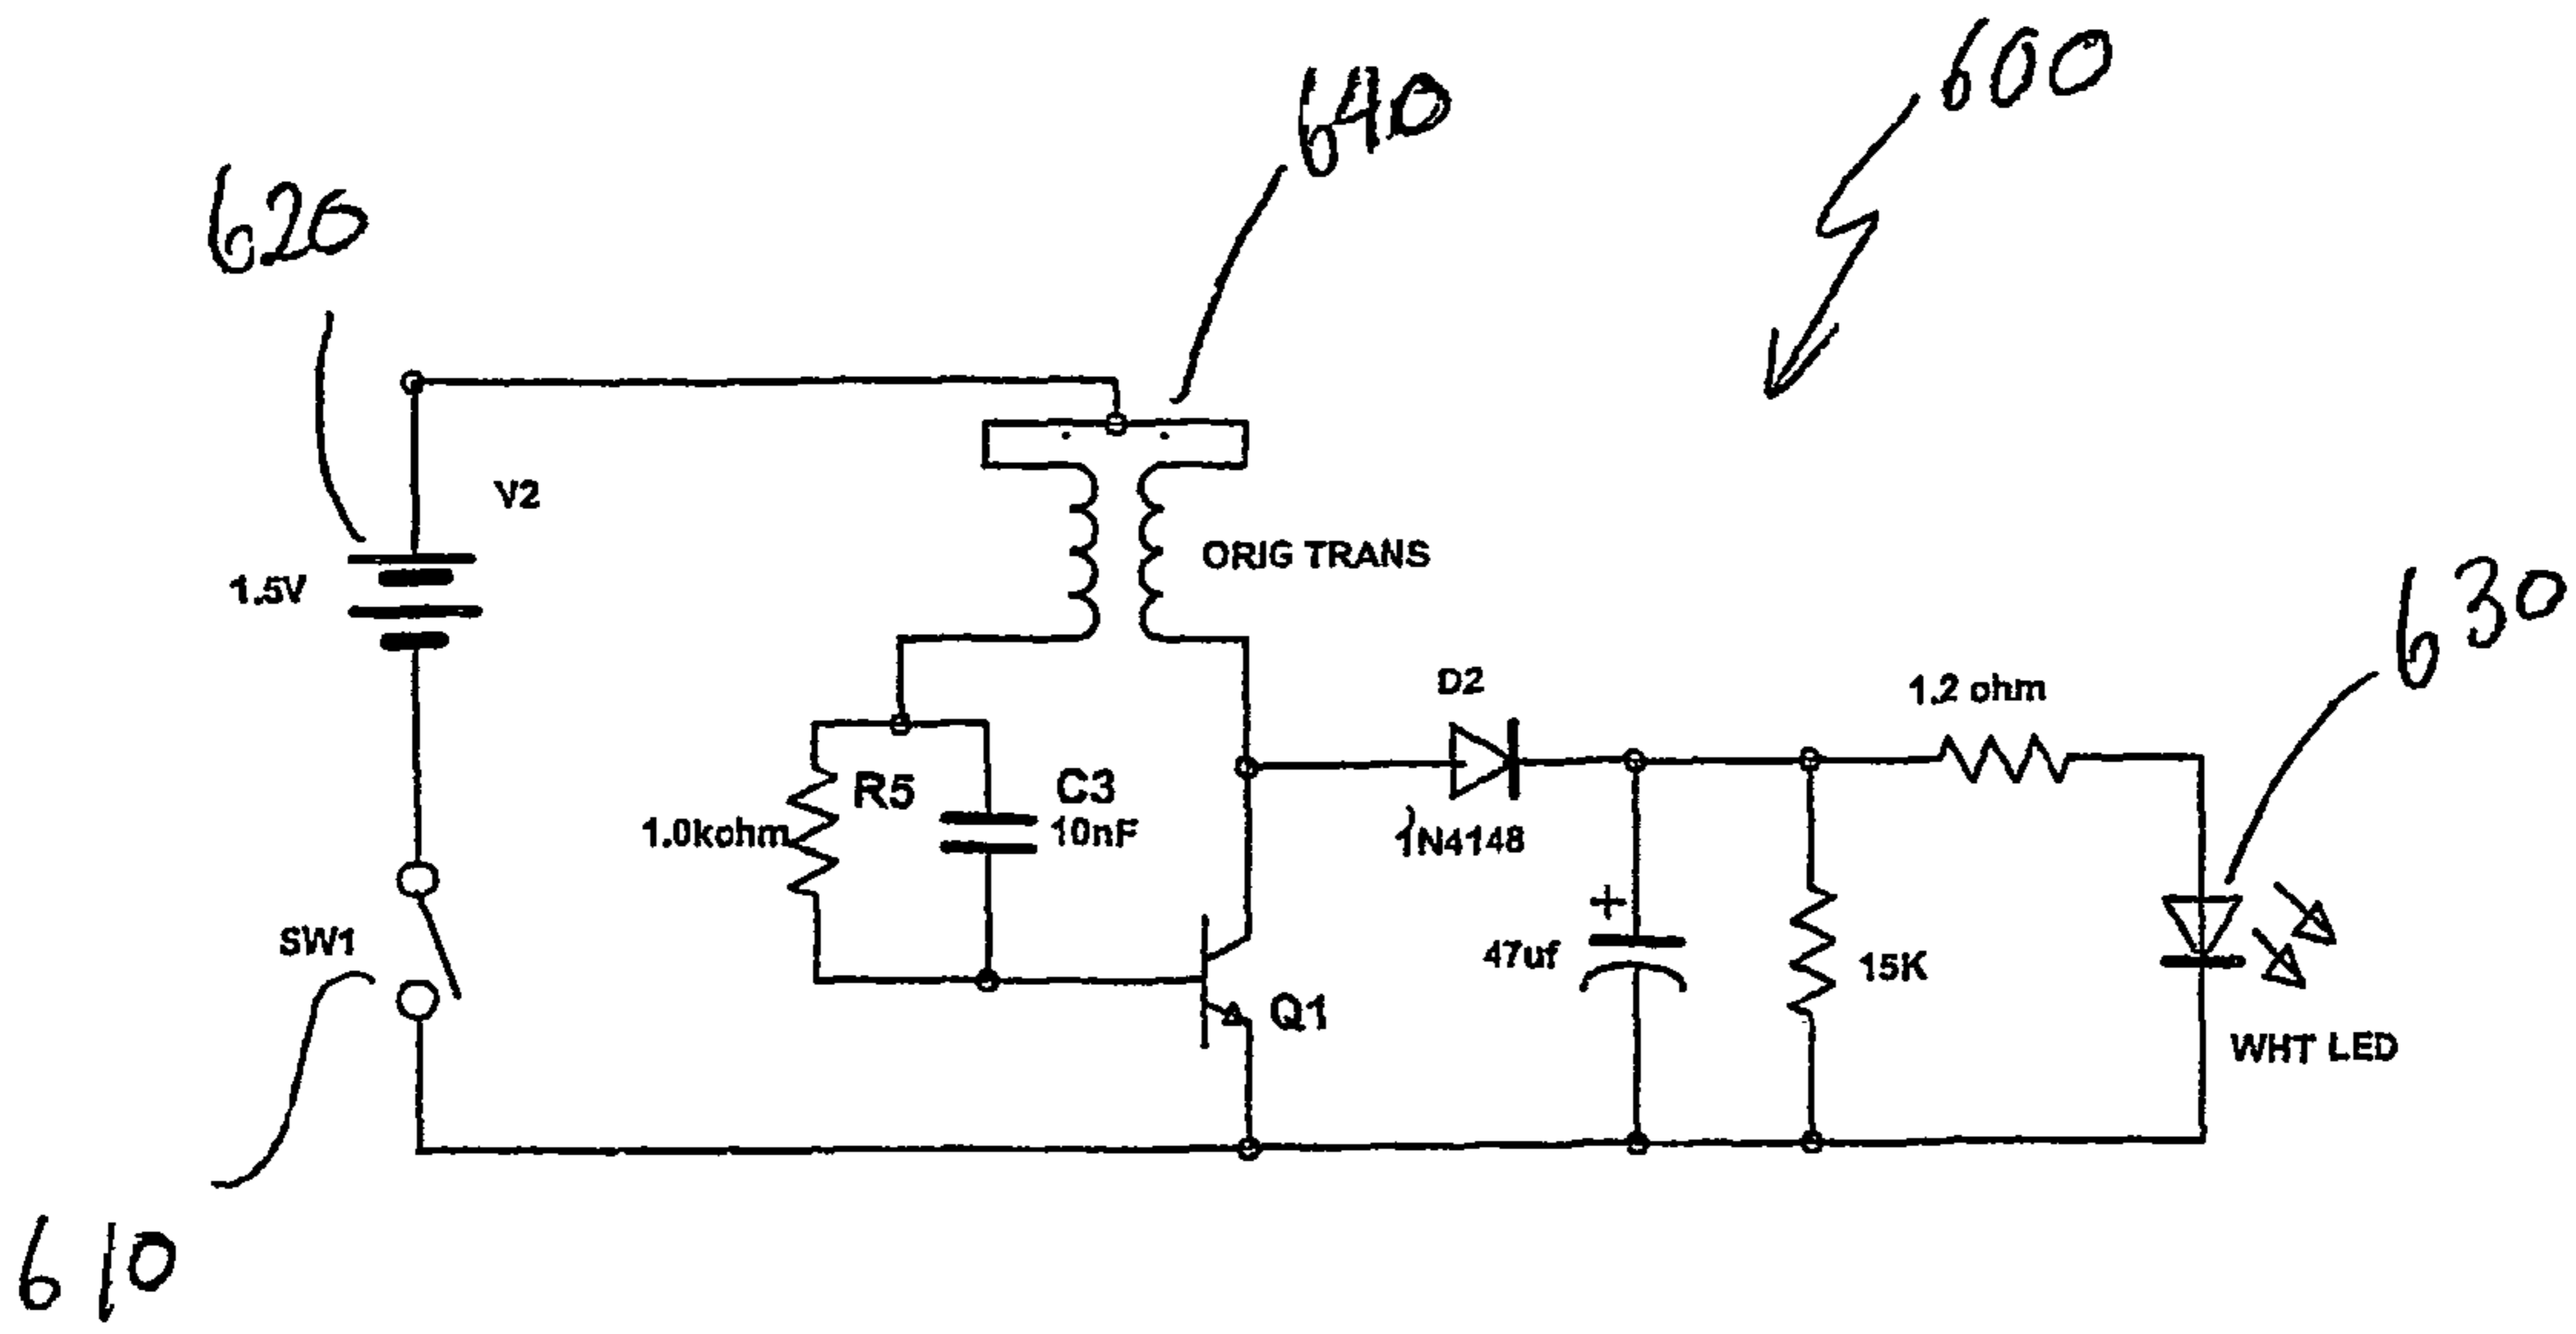 600
640
620
V2
1.5V
ORIG TRANS
630
D2
1.2 ohm
R5
C3
1.0kohm
10nF
1N4148
+
SW1
47uf
15K
Q1
WHT LED
610